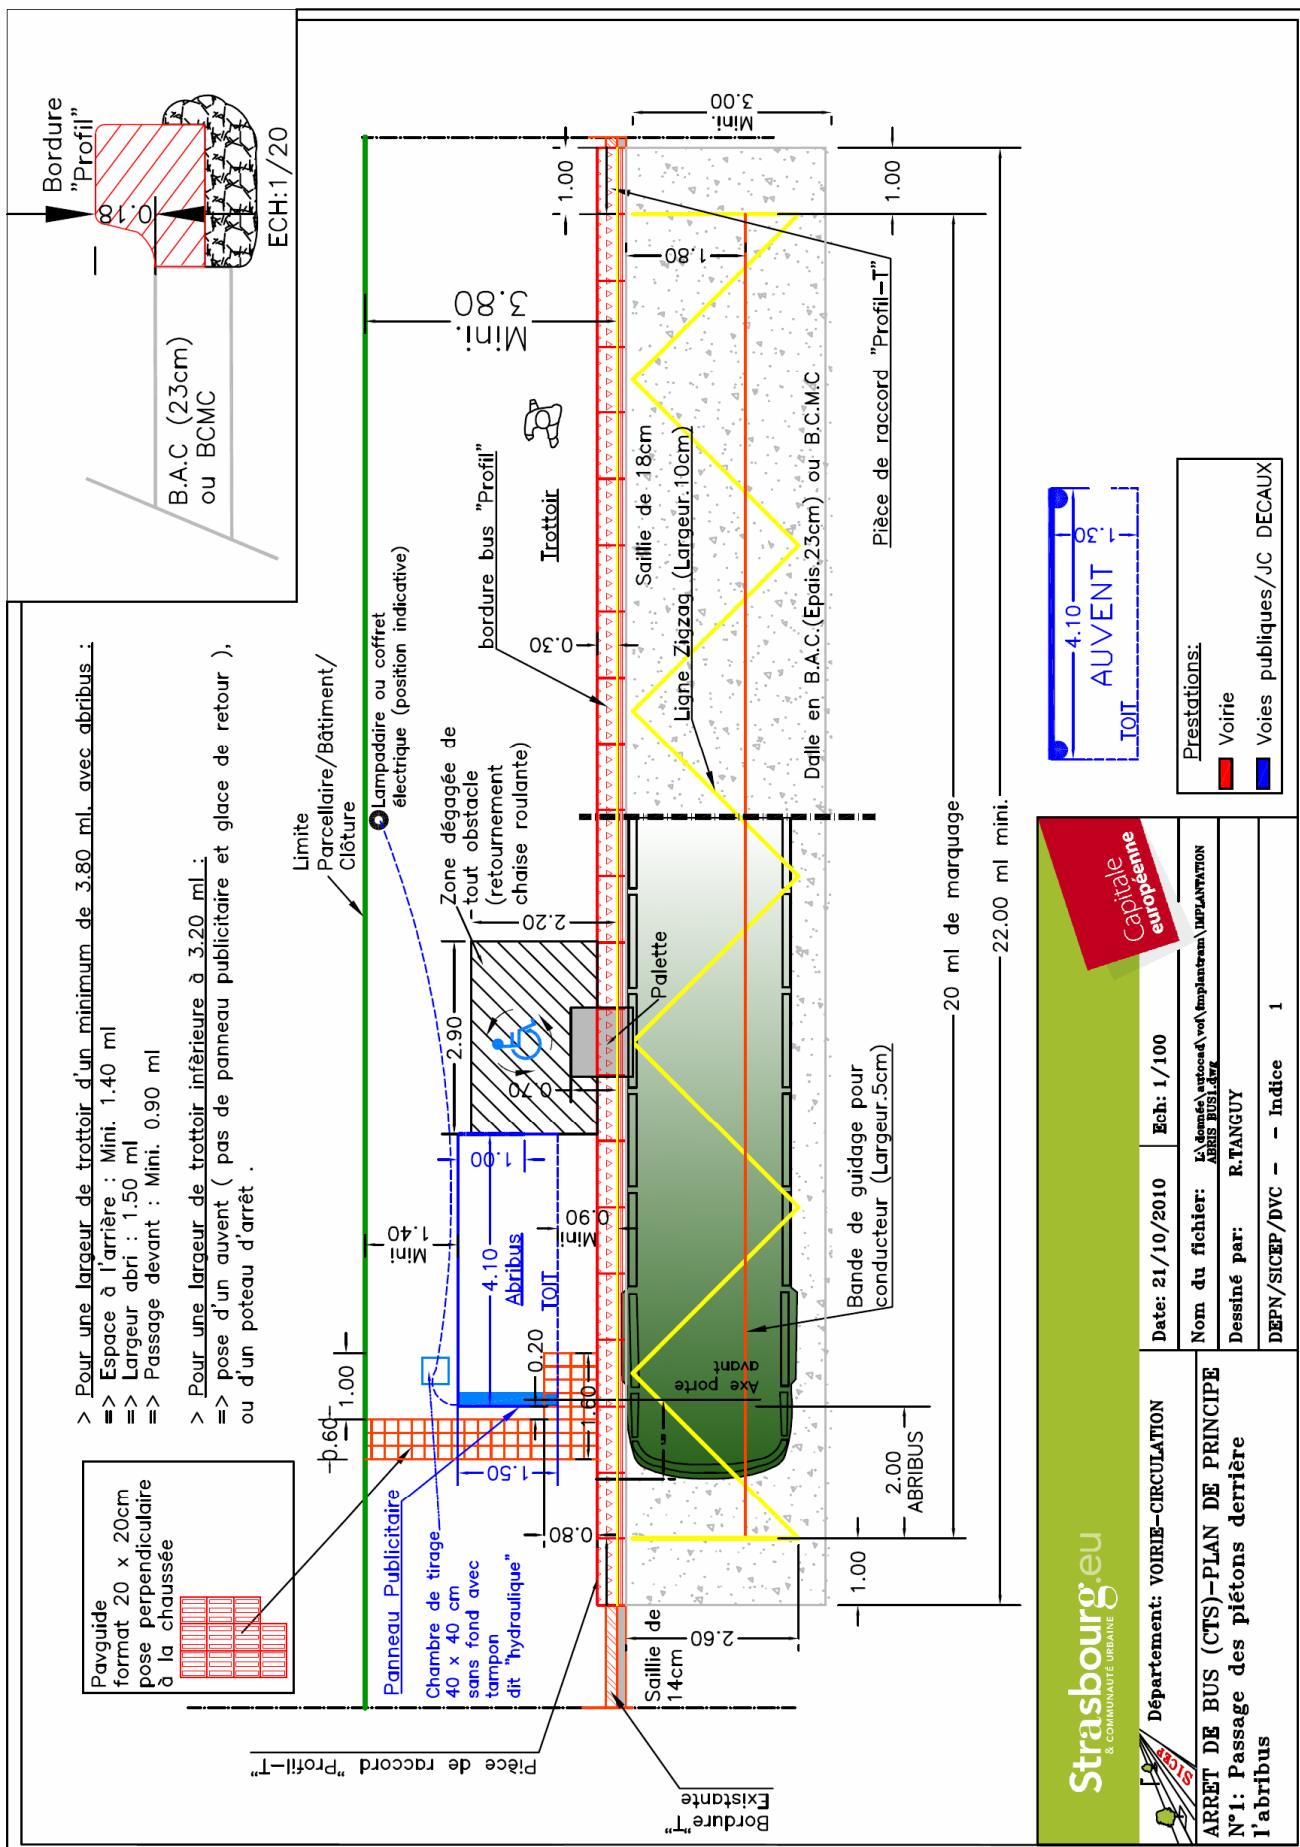 > Pour une largeur de trottoir d'un minimum de 3.80 ml. avec abribus :
=> Espace à l'arrière : Mini. 1.40 ml
=> Largeur abri : 1.50 ml
=> Passage devant : Mini. 0.90 ml
> Pour une largeur de trottoir inférieure à 3.20 ml :
=> pose d'un auvent ( pas de panneau publicitaire et glace de retour ),
ou d'un poteau d'arrêt .
Bordure
"Profil"
0.18
ECH:1/20
B.A.C (23cm)
ou BCMC
Pavguide
format 20 x 20cm
pose perpendiculaire
à la chaussée
Limite
Parcellaire/Bâtiment/
Clôture
Lampadaire ou coffret
électrique (position indicative)
Zone dégagée de
tout obstacle
(retournement
chaise roulante)
bordure bus "Profil"
Trottoir
Mini.
3.80
1.00
Mini.
3.00
0.60
1.00
Mini.
1.40
2.90
2.20
0.70
0.30
Panneau Publicitaire
Chambre de tirage
40 x 40 cm
sans fond avec
tampon
dit "hydraulique"
1.50
4.10
1.00
Abribus
TOIT
0.20
Mini
0.90
1.60
0.80
Palette
Saillie de 18cm
Ligne Zigzag (Largeur.10cm)
1.80
Saillie de
14cm
2.60
Axe porte
avant
Dalle en B.A.C.(Epais.23cm) ou B.C.M.C
Pièce de raccord "Profil-T"
Bordure"T"
Existante
Bande de guidage pour
conducteur (Largeur.5cm)
Pièce de raccord "Profil-T"
1.00
2.00
ABRIBUS
1.00
20 ml de marquage
22.00 ml mini.
4.10
1.30
AUVENT
TOIT
Prestations:
Voirie
Voies publiques/JC DECAUX
Strasbourg.eu
& COMMUNAUTÉ URBAINE
Capitale
européenne
SICEP
Département: VOIRIE-CIRCULATION
Date: 21/10/2010
Ech: 1/100
ARRET DE BUS (CTS)-PLAN DE PRINCIPE
N°1: Passage des piétons derrière
l'abribus
Nom du fichier:
L:\donnée\autocad\vof\implantram\IMPLANTATION
ABRIS BUS1.dwg
Dessiné par: R.TANGUY
DEPN/SICEP/DVC - - Indice 1